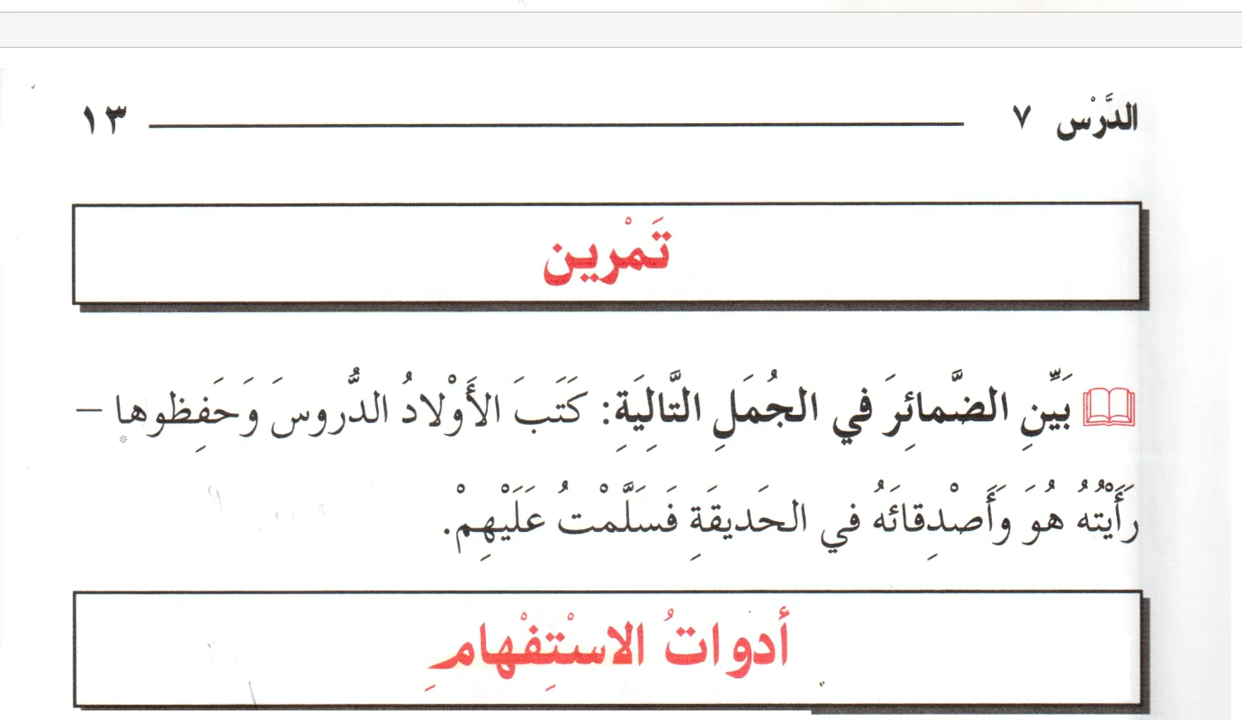 الدَّرْس ٧ ١٣
تَمْرين
بَيِّنِ الضَّمائِرَ في الجُمَلِ التَّالِيَةِ: كَتَبَ الأَوْلادُ الدُّروسَ وَحَفِظوها –
رَأَيْتُهُ هُوَ وَأَصْدِقائَهُ في الحَديقَةِ فَسَلَّمْتُ عَلَيْهِمْ.
أدواتُ الاسْتِفْهامِ